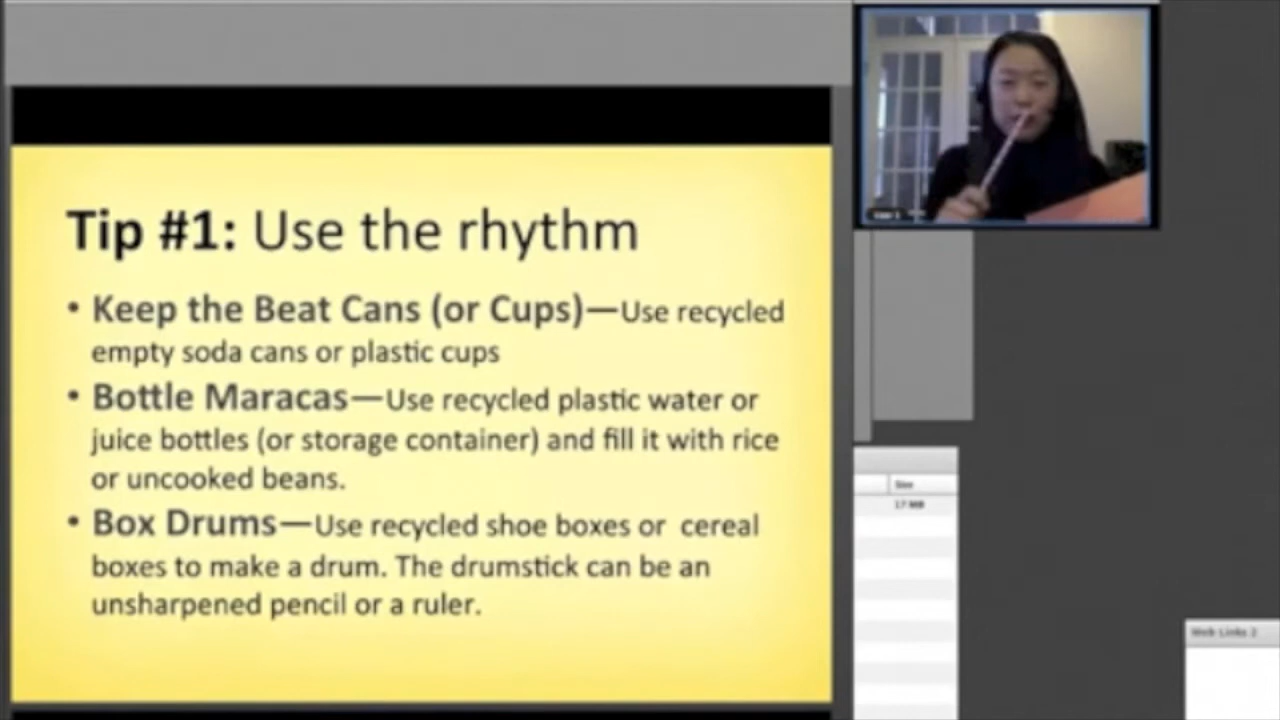 Tip #1: Use the rhythm
• Keep the Beat Cans (or Cups)—Use recycled
empty soda cans or plastic cups
• Bottle Maracas—Use recycled plastic water or
juice bottles (or storage container) and fill it with rice
or uncooked beans.
• Box Drums—Use recycled shoe boxes or  cereal
boxes to make a drum. The drumstick can be an
unsharpened pencil or a ruler.
Size
17 MB
Web Links 2